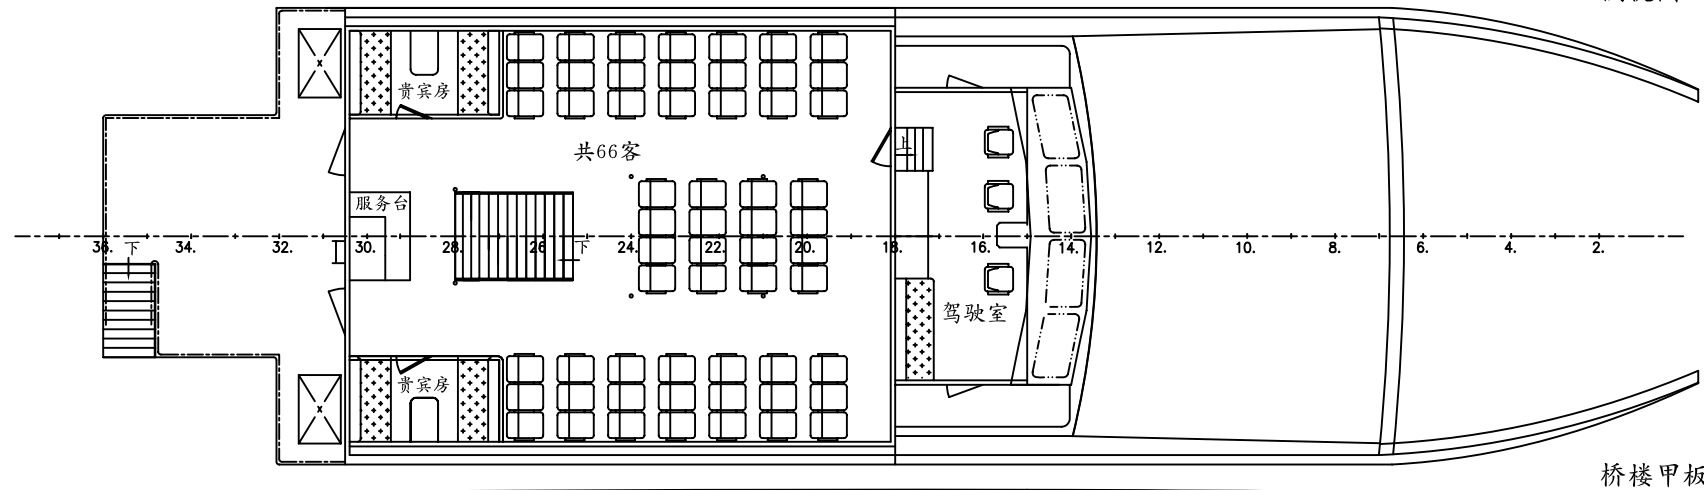 贵宾房
共66客
上
服务台
36. 下 34. 32. 30. 28. 26. 下 24. 22. 20. 18. 16. 14. 12. 10. 8. 6. 4. 2.
驾驶室
贵宾房
桥楼甲板